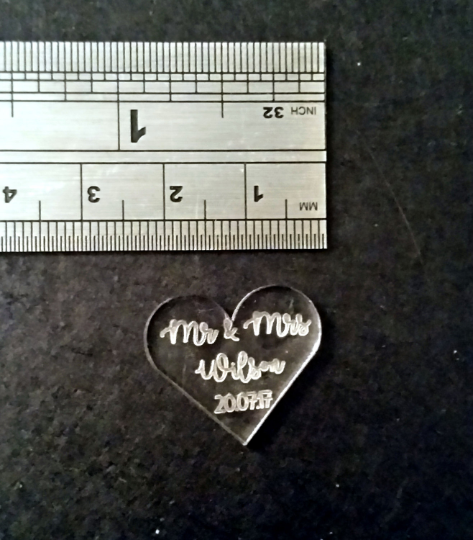 1
INCH 32
4 3 2 1
MM
Mr & Mrs
Wilson
20.07.17